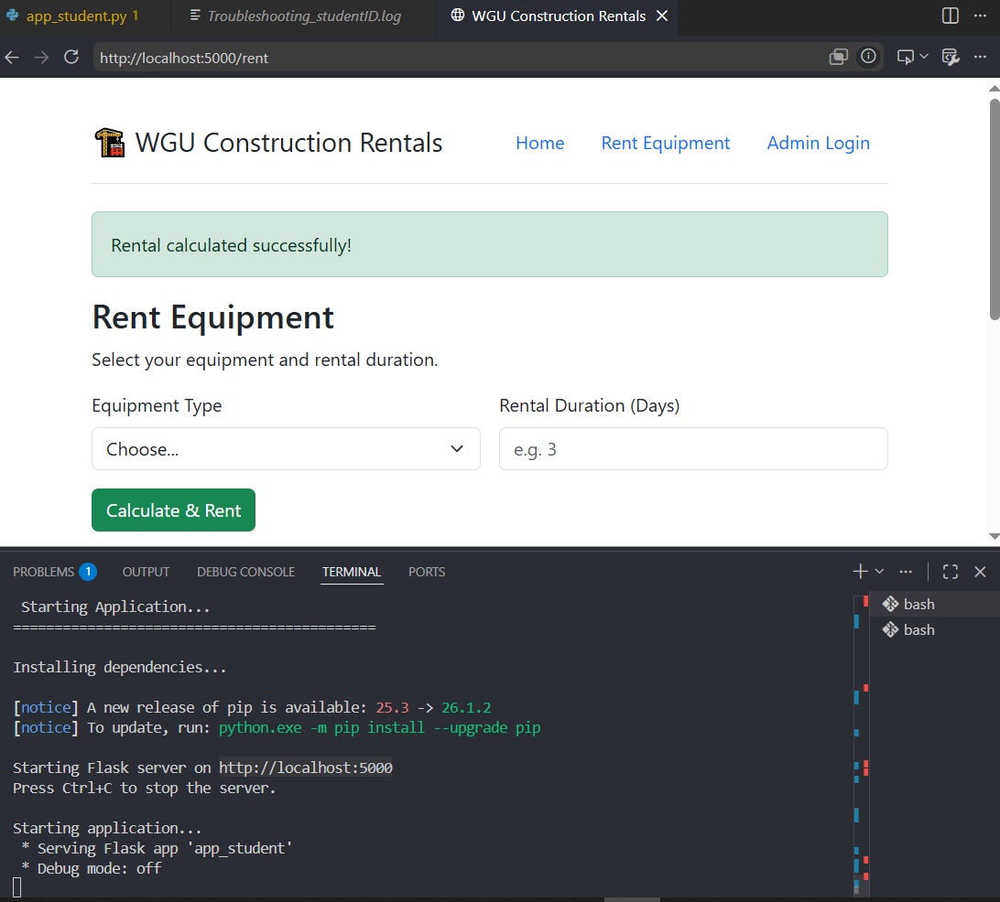 app_student.py 1
Troubleshooting_studentID.log
WGU Construction Rentals
http://localhost:5000/rent
WGU Construction Rentals
Home
Rent Equipment
Admin Login
Rental calculated successfully!
Rent Equipment
Select your equipment and rental duration.
Equipment Type
Rental Duration (Days)
Choose...
e.g. 3
Calculate & Rent
PROBLEMS 1
OUTPUT
DEBUG CONSOLE
TERMINAL
PORTS
Starting Application...
============================================
Installing dependencies...
[notice] A new release of pip is available: 25.3 -> 26.1.2
[notice] To update, run: python.exe -m pip install --upgrade pip
Starting Flask server on http://localhost:5000
Press Ctrl+C to stop the server.
Starting application...
* Serving Flask app 'app_student'
* Debug mode: off
bash
bash